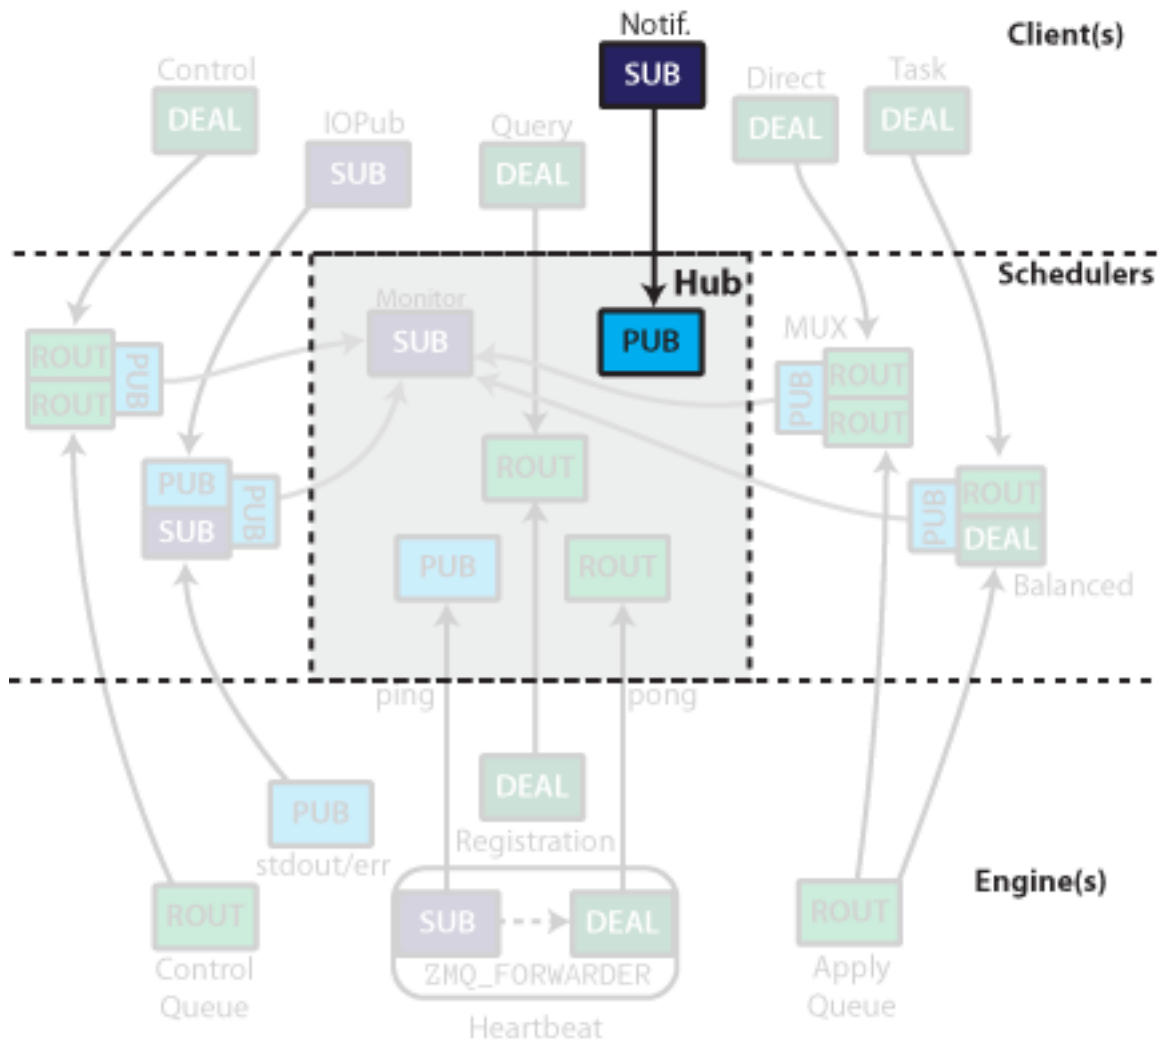 Notif.
Client(s)
SUB
Control
DEAL
IOPub
SUB
Query
DEAL
Direct
DEAL
Task
DEAL
Schedulers
Hub
Monitor
SUB
PUB
MUX
ROUT
ROUT
PUB
PUB
ROUT
ROUT
PUB
SUB
PUB
ROUT
PUB
ROUT
DEAL
Balanced
PUB
ROUT
ping
pong
DEAL
Registration
PUB
stdout/err
Engine(s)
ROUT
Control
Queue
SUB
DEAL
ZMQ_FORWARDER
Heartbeat
ROUT
Apply
Queue